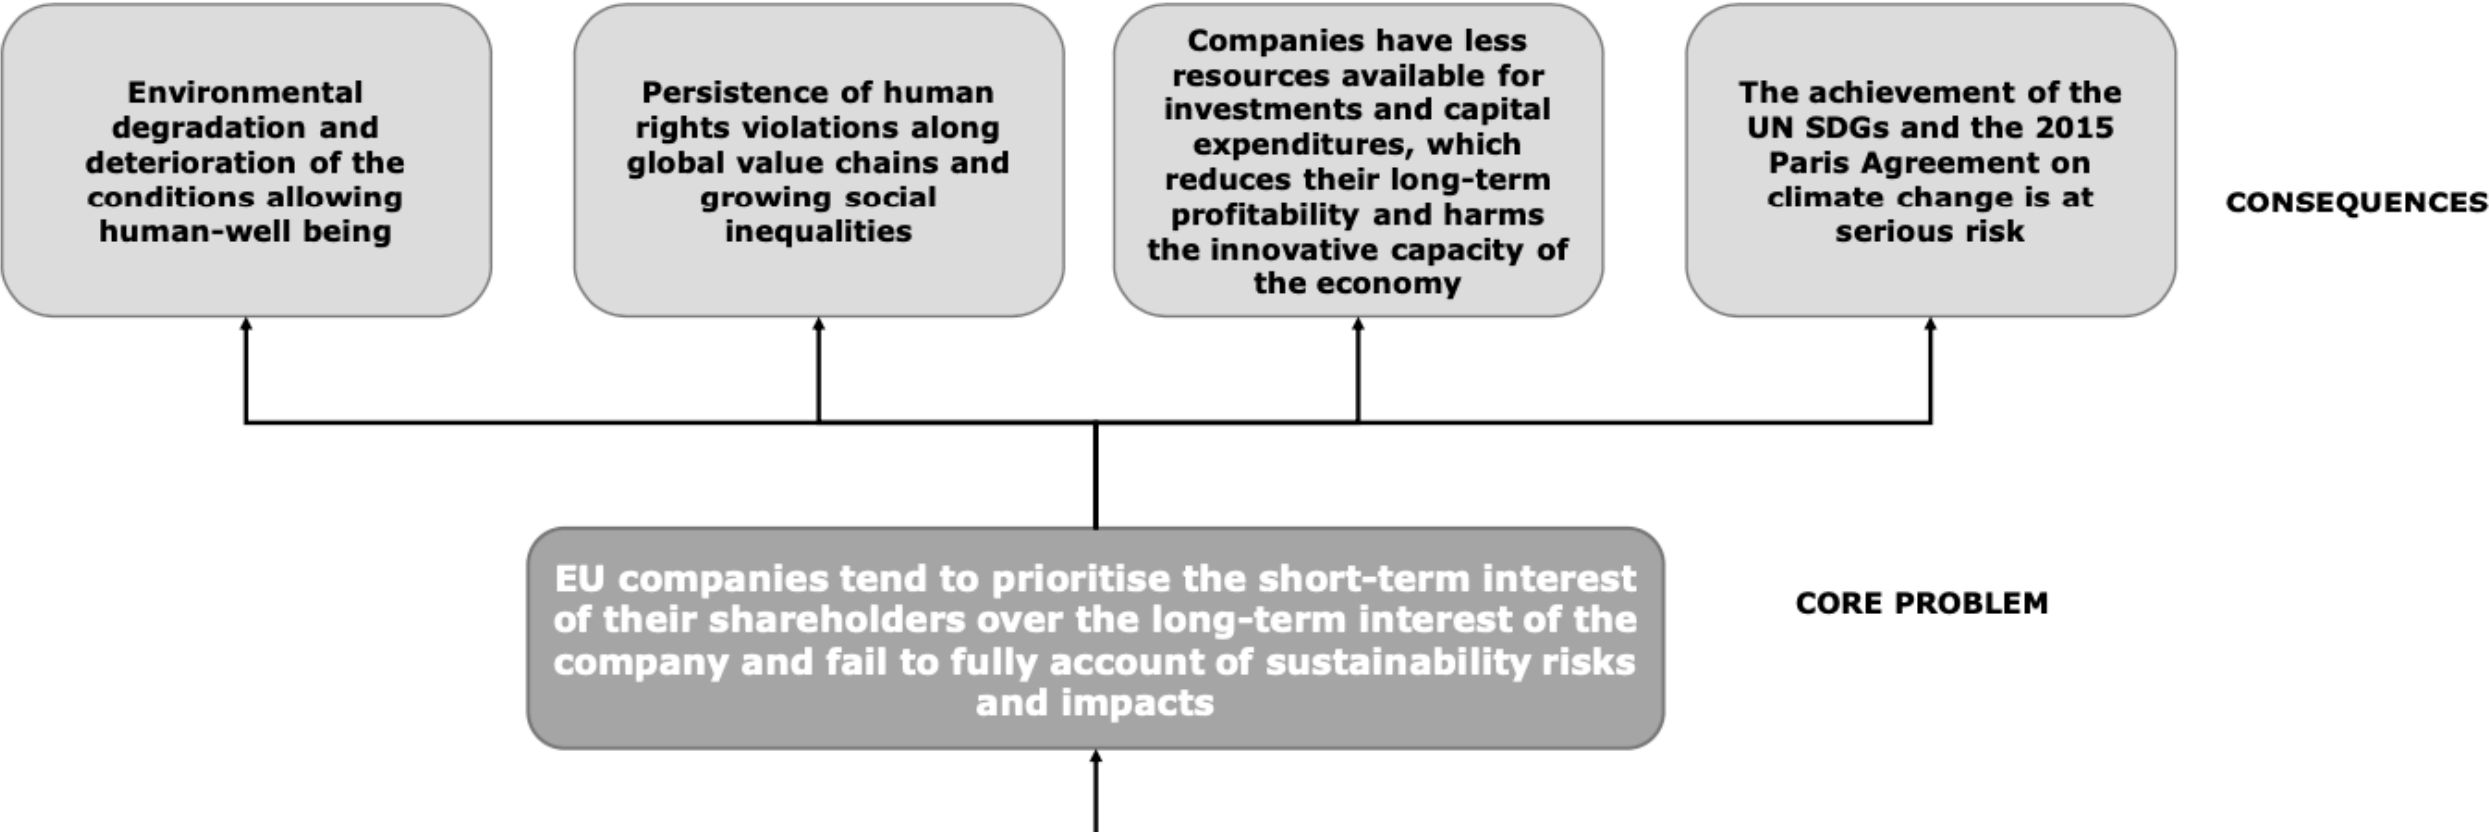 Environmental
degradation and
deterioration of the
conditions allowing
human-well being
Persistence of human
rights violations along
global value chains and
growing social
inequalities
Companies have less
resources available for
investments and capital
expenditures, which
reduces their long-term
profitability and harms
the innovative capacity of
the economy
The achievement of the
UN SDGs and the 2015
Paris Agreement on
climate change is at
serious risk
CONSEQUENCES
EU companies tend to prioritise the short-term interest
of their shareholders over the long-term interest of the
company and fail to fully account of sustainability risks
and impacts
CORE PROBLEM